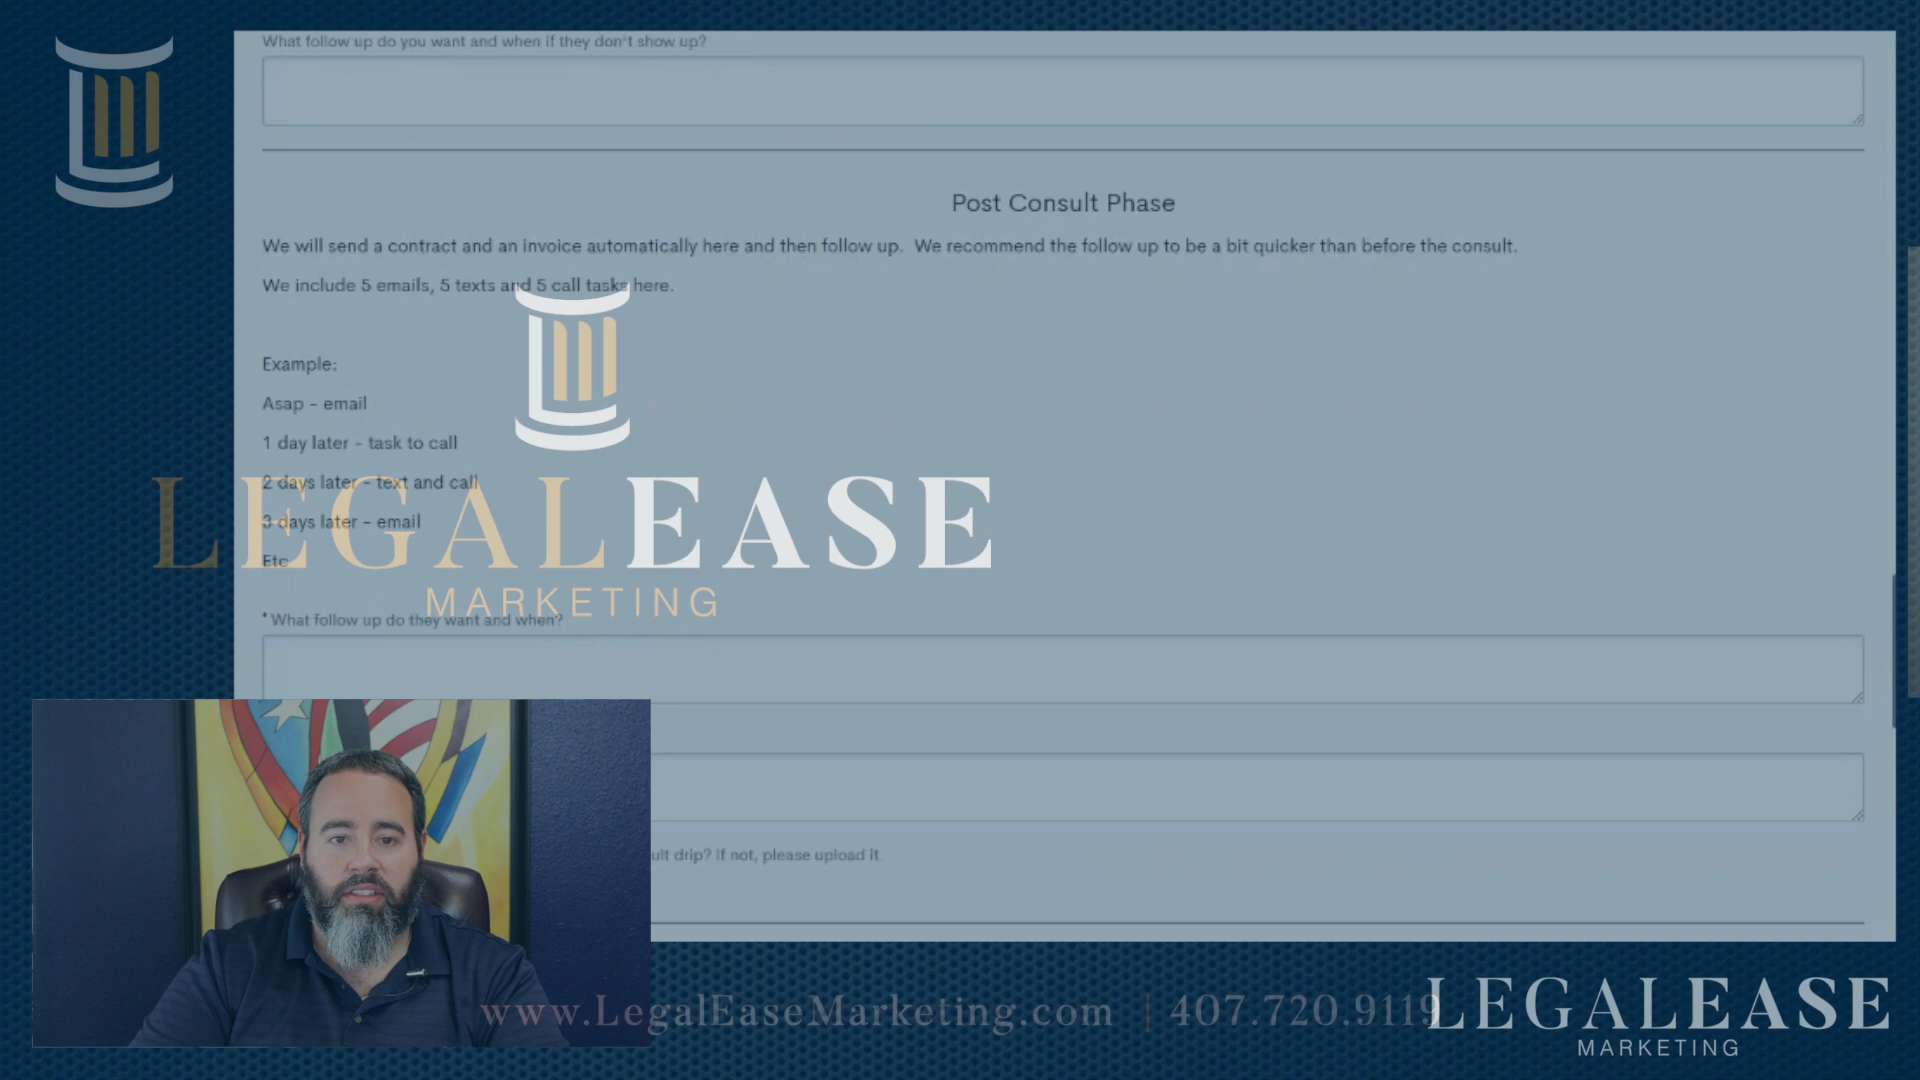 What follow up do you want and when if they don't show up?
Post Consult Phase
We will send a contract and an invoice automatically here and then follow up. We recommend the follow up to be a bit quicker than before the consult.
We include 5 emails, 5 texts and 5 call tasks here.
Example:
Asap - email
1 day later - task to call
2 days later - text and call
3 days later - email
Etc
LEGALEASE
MARKETING
*What follow up do they want and when?
ult drip? If not, please upload it.
www.LegalEaseMarketing.com | 407.720.9119
LEGALEASE
MARKETING